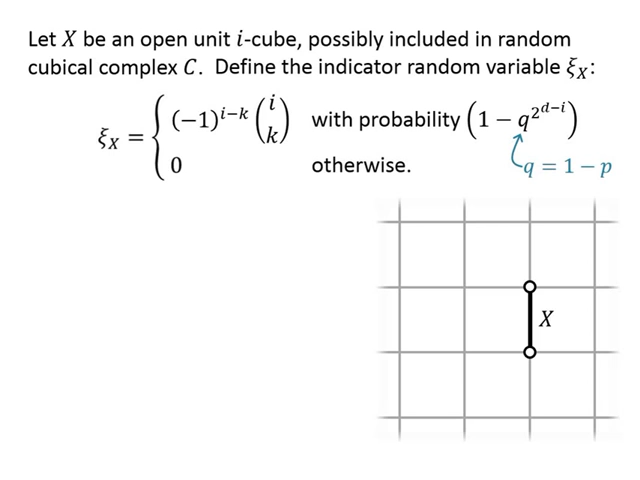 Let X be an open unit i-cube, possibly included in random
cubical complex C. Define the indicator random variable ξ_X:
ξ_X = { (−1)^{i−k} \binom{i}{k} with probability (1 − q^{2^{d−i}})
0 otherwise.
q = 1 − p
X